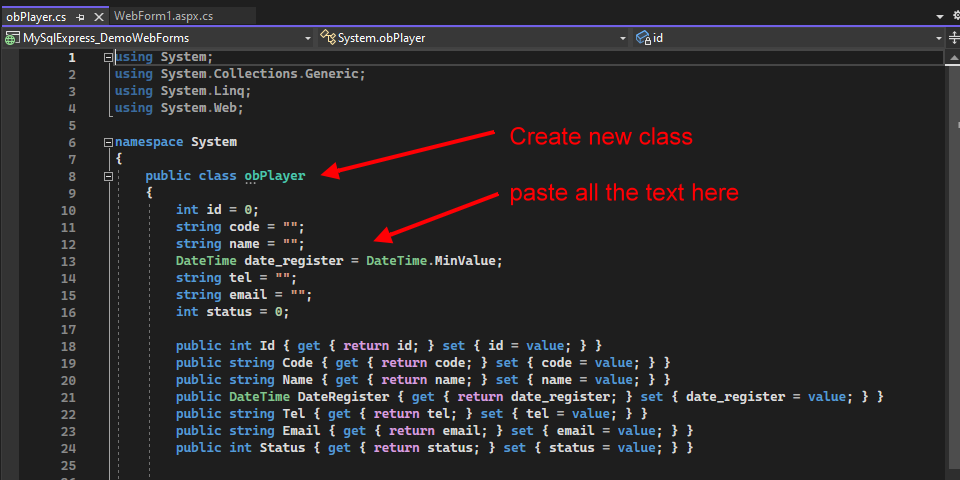 obPlayer.cs WebForm1.aspx.cs
MySqlExpress_DemoWebForms System.obPlayer id
1 using System;
2 using System.Collections.Generic;
3 using System.Linq;
4 using System.Web;
5
6 namespace System
7 {
8 public class obPlayer
9 {
10 int id = 0;
11 string code = "";
12 string name = "";
13 DateTime date_register = DateTime.MinValue;
14 string tel = "";
15 string email = "";
16 int status = 0;
17
18 public int Id { get { return id; } set { id = value; } }
19 public string Code { get { return code; } set { code = value; } }
20 public string Name { get { return name; } set { name = value; } }
21 public DateTime DateRegister { get { return date_register; } set { date_register = value; } }
22 public string Tel { get { return tel; } set { tel = value; } }
23 public string Email { get { return email; } set { email = value; } }
24 public int Status { get { return status; } set { status = value; } }
25
Create new class
paste all the text here